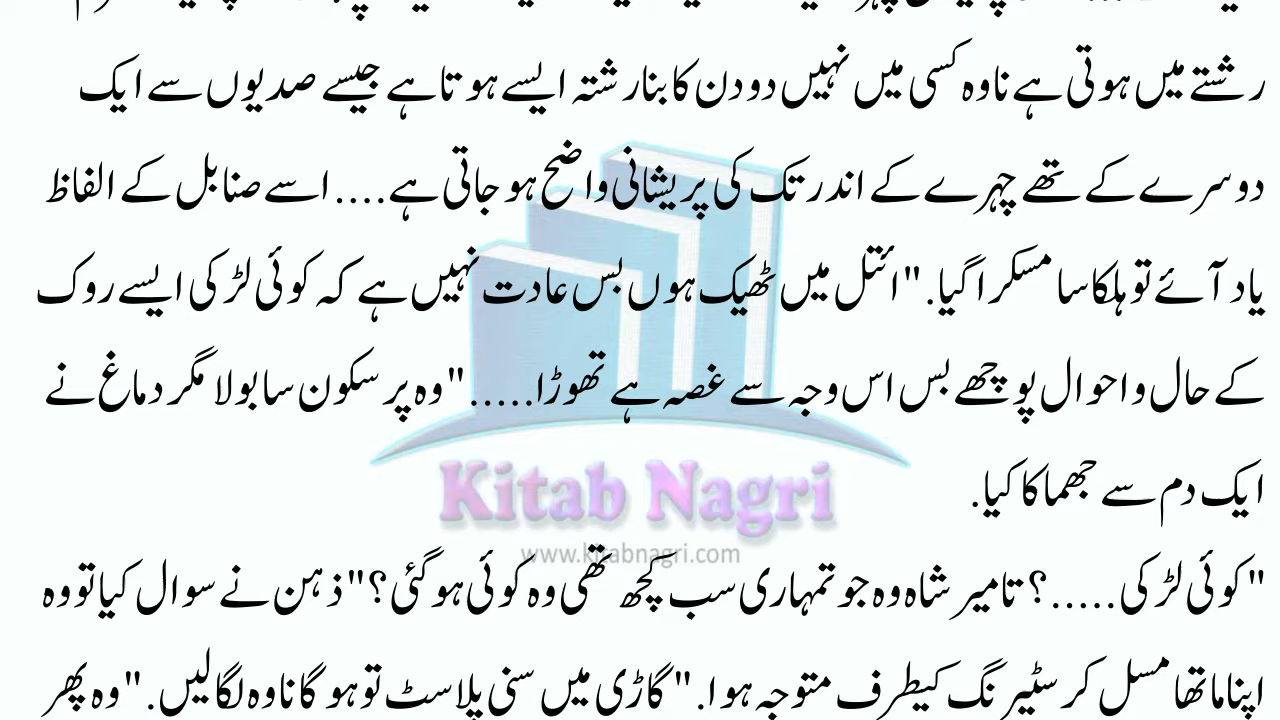 رشتے میں ہوتی ہے نا وہ کسی میں نہیں دو دن کا بنا رشتہ ایسے ہوتا ہے جیسے صدیوں سے ایک
دوسرے کے تھے چہرے کے اندر تک کی پریشانی واضح ہو جاتی ہے.... اسے صنابل کے الفاظ
یاد آئے تو ہلکا سا مسکرا گیا. "ائتل میں ٹھیک ہوں بس عادت نہیں ہے کہ کوئی لڑکی ایسے روک
کے حال و احوال پوچھے بس اس وجہ سے غصہ ہے تھوڑا....." وہ پر سکون سا بولا مگر دماغ نے
ایک دم سے جھماکا کیا.
"کوئی لڑکی.....؟ تامیر شاہ وہ جو تمہاری سب کچھ تھی وہ کوئی ہو گئی؟" ذہن نے سوال کیا تو وہ
اپنا ماتھا مسل کر سٹیرنگ کیطرف متوجہ ہوا. "گاڑی میں سنی پلاسٹ تو ہو گا نا وہ لگا لیں. "وہ پھر
Kitab Nagri
www.kitabnagri.com